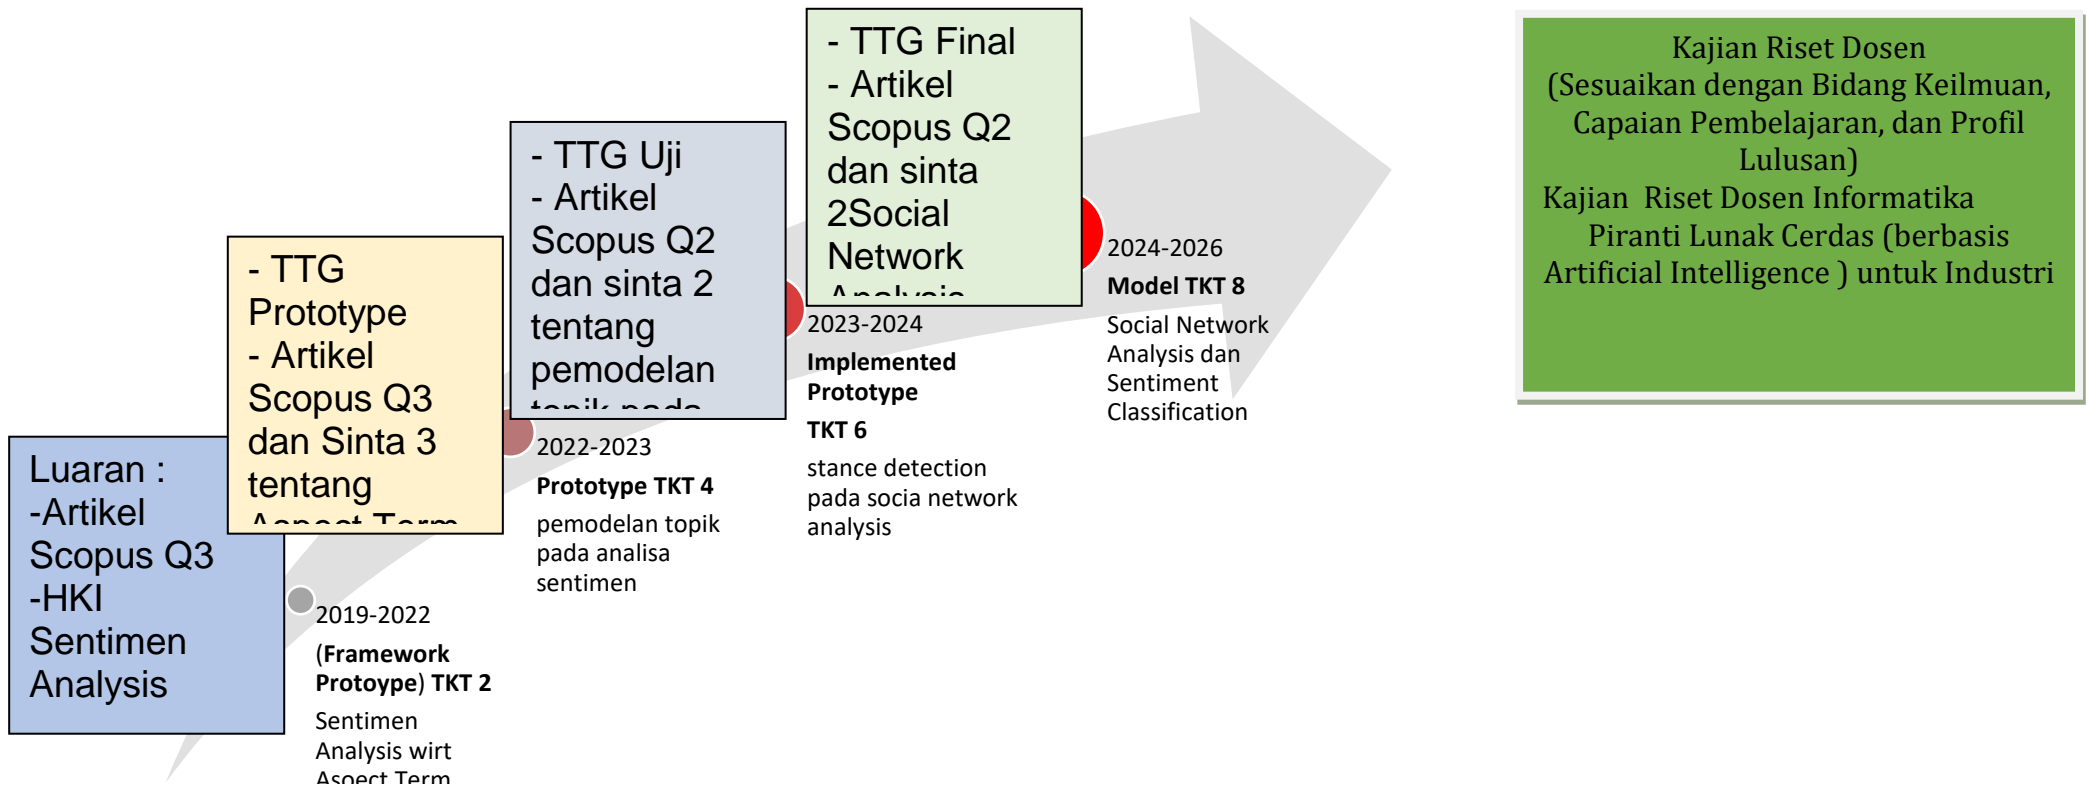 Luaran :
-Artikel
Scopus Q3
-HKI
Sentimen
Analysis
- TTG
Prototype
- Artikel
Scopus Q3
dan Sinta 3
tentang
Aspect Term
- TTG Uji
- Artikel
Scopus Q2
dan sinta 2
tentang
pemodelan
topik pada
- TTG Final
- Artikel
Scopus Q2
dan sinta
2Social
Network
Analysis
2019-2022
(Framework
Protoype) TKT 2
Sentimen
Analysis wirt
Asoect Term
2022-2023
Prototype TKT 4
pemodelan topik
pada analisa
sentimen
2023-2024
Implemented
Prototype
TKT 6
stance detection
pada socia network
analysis
2024-2026
Model TKT 8
Social Network
Analysis dan
Sentiment
Classification
Kajian Riset Dosen
(Sesuaikan dengan Bidang Keilmuan,
Capaian Pembelajaran, dan Profil
Lulusan)
Kajian Riset Dosen Informatika
Piranti Lunak Cerdas (berbasis
Artificial Intelligence ) untuk Industri